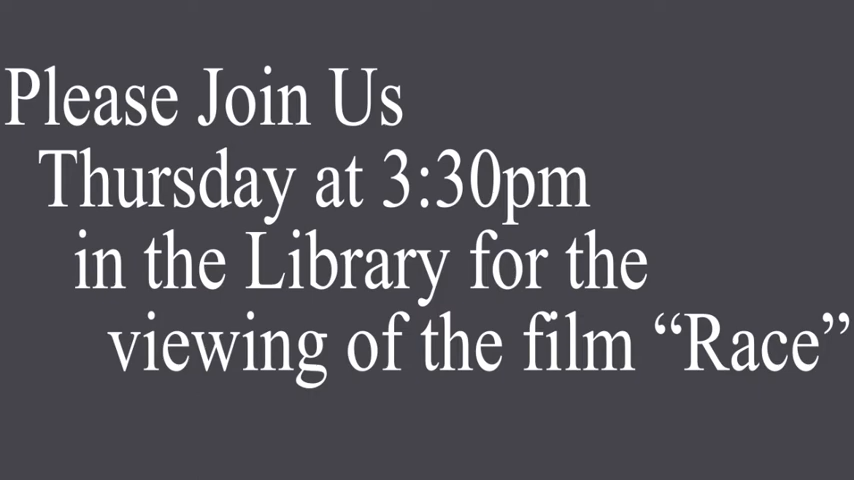 Please Join Us
Thursday at 3:30pm
in the Library for the
viewing of the film “Race”